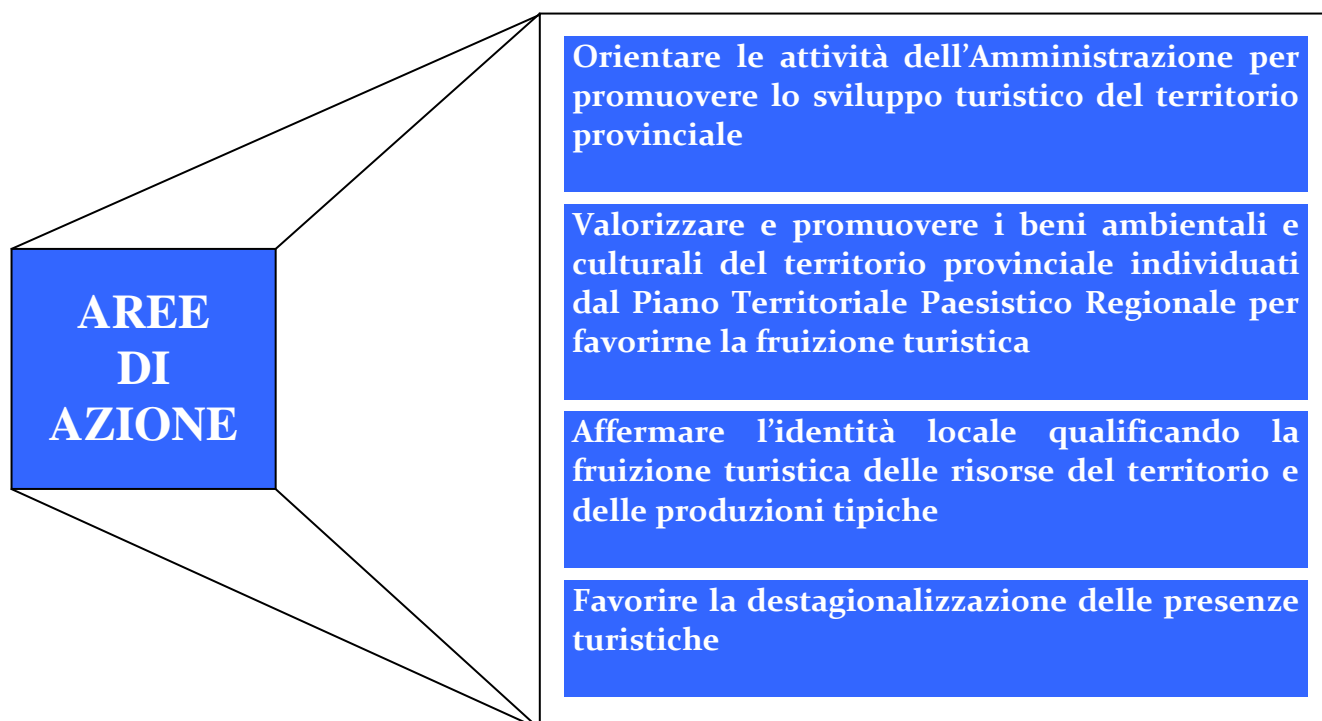 AREE
DI
AZIONE
Orientare le attività dell’Amministrazione per
promuovere lo sviluppo turistico del territorio
provinciale
Valorizzare e promuovere i beni ambientali e
culturali del territorio provinciale individuati
dal Piano Territoriale Paesistico Regionale per
favorirne la fruizione turistica
Affermare l’identità locale qualificando la
fruizione turistica delle risorse del territorio e
delle produzioni tipiche
Favorire la destagionalizzazione delle presenze
turistiche